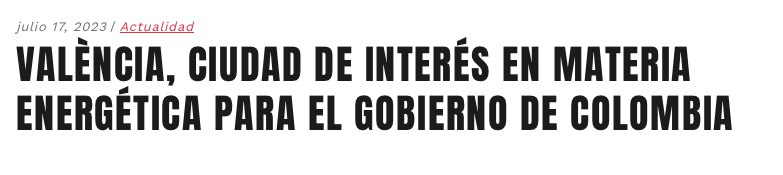 julio 17, 2023 / Actualidad
VALÈNCIA, CIUDAD DE INTERÉS EN MATERIA
ENERGÉTICA PARA EL GOBIERNO DE COLOMBIA